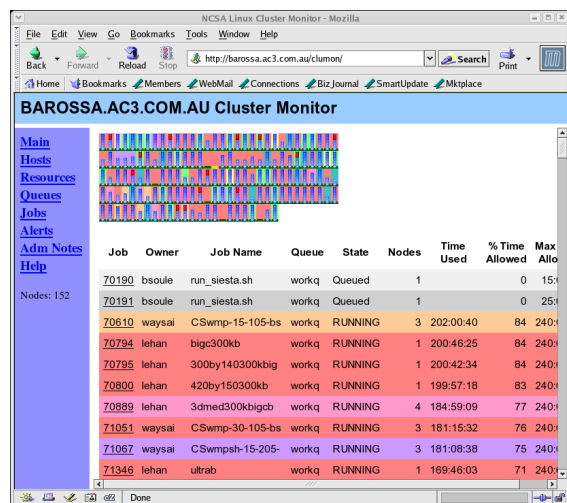 NCSA Linux Cluster Monitor - Mozilla
File Edit View Go Bookmarks Tools Window Help
Back Forward Reload Stop http://barossa.ac3.com.au/clumon/ Search Print
Home Bookmarks Members WebMail Connections BizJournal SmartUpdate Mktplace
BAROSSA.AC3.COM.AU Cluster Monitor
Main
Hosts
Resources
Queues
Jobs
Alerts
Adm Notes
Help
Nodes: 152
Job Owner Job Name Queue State Nodes Time Used % Time Allowed Max Allo
70190 bsoule run_siesta.sh workq Queued 1 0 15:
70191 bsoule run_siesta.sh workq Queued 1 0 25:
70610 waysai CSwmp-15-105-bs workq RUNNING 3 202:00:40 84 240:
70794 lehan bigc300kb workq RUNNING 1 200:46:25 84 240:
70795 lehan 300by140300kbig workq RUNNING 1 200:42:34 84 240:
70800 lehan 420by150300kb workq RUNNING 1 199:57:18 83 240:
70889 lehan 3dmed300kbigcb workq RUNNING 4 184:59:09 77 240:
71051 waysai CSwmp-30-105-bs workq RUNNING 3 181:15:32 76 240:
71067 waysai CSwmpsh-15-205- workq RUNNING 3 181:08:38 75 240:
71346 lehan ultrab workq RUNNING 1 169:46:03 71 240:
Done